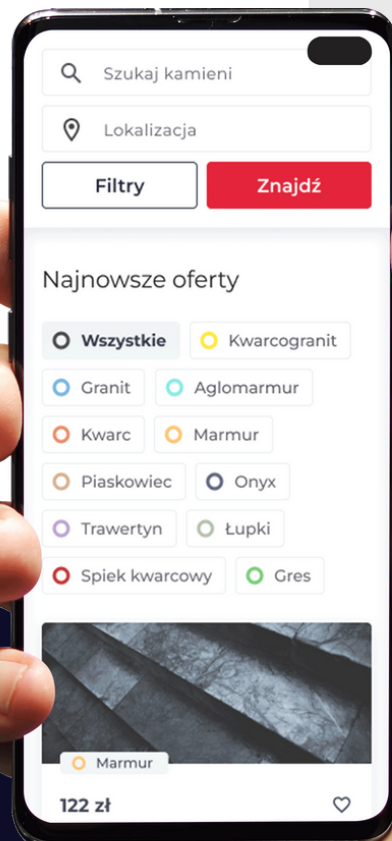 Szukaj kamieni
Lokalizacja
Filtry Znajdź
Najnowsze oferty
Wszystkie Kwarcogranit
Granit Aglomarmur
Kwarc Marmur
Piaskowiec Onyx
Trawertyn Łupki
Spiek kwarcowy Gres
Marmur
122 zł